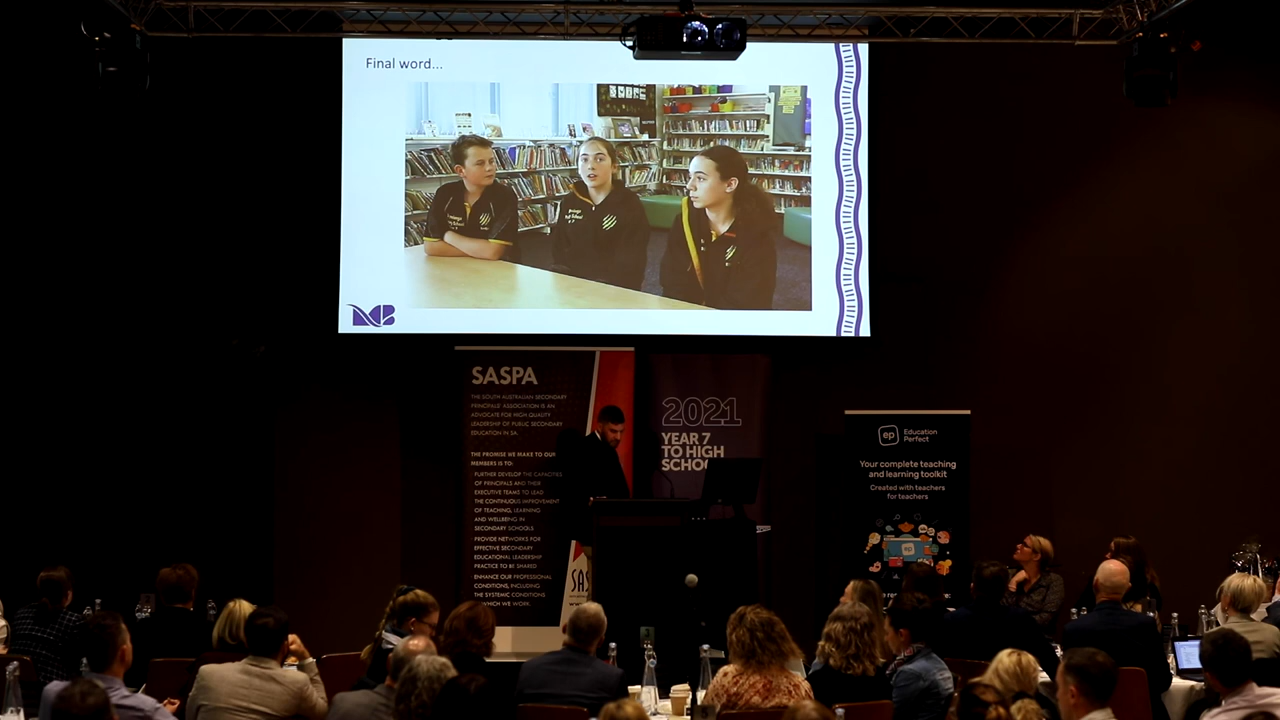 Final word...
SASPA
THE SOUTH AUSTRALIAN SECONDARY
PRINCIPALS' ASSOCIATION IS AN
ADVOCATE FOR HIGH QUALITY
LEADERSHIP OF PUBLIC SECONDARY
EDUCATION IN SA.
THE PROMISE WE MAKE TO OUR
MEMBERS IS TO:
FURTHER DEVELOP THE CAPACITIES
OF PRINCIPALS AND THEIR
EXECUTIVE TEAMS TO LEAD
THE CONTINUOUS IMPROVEMENT
OF TEACHING, LEARNING
AND WELLBEING IN
SECONDARY SCHOOLS
PROVIDE NETWORKS FOR
EFFECTIVE SECONDARY
EDUCATIONAL LEADERSHIP
PRACTICE TO BE SHARED
ENHANCE OUR PROFESSIONAL
CONDITIONS, INCLUDING
THE SYSTEMIC CONDITIONS
WHICH WE WORK.
SAS
2021
YEAR 7
TO HIGH
SCHOO
ep Education
Perfect
Your complete teaching
and learning toolkit
Created with teachers
for teachers
ep